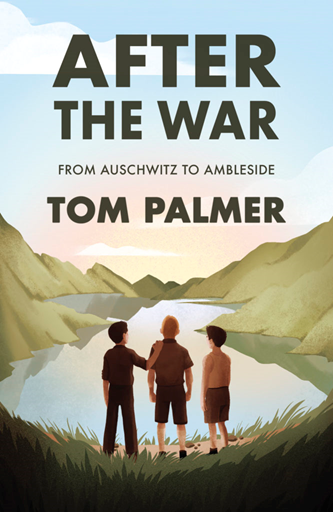 AFTER
THE WAR
FROM AUSCHWITZ TO AMBLESIDE
TOM PALMER